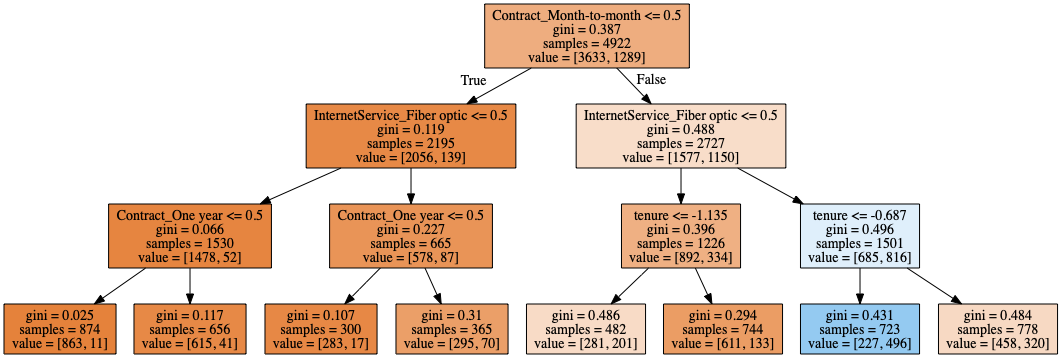 Contract_Month-to-month <= 0.5
gini = 0.387
samples = 4922
value = [3633, 1289]
True
False
InternetService_Fiber optic <= 0.5
gini = 0.119
samples = 2195
value = [2056, 139]
InternetService_Fiber optic <= 0.5
gini = 0.488
samples = 2727
value = [1577, 1150]
Contract_One year <= 0.5
gini = 0.066
samples = 1530
value = [1478, 52]
Contract_One year <= 0.5
gini = 0.227
samples = 665
value = [578, 87]
tenure <= -1.135
gini = 0.396
samples = 1226
value = [892, 334]
tenure <= -0.687
gini = 0.496
samples = 1501
value = [685, 816]
gini = 0.025
samples = 874
value = [863, 11]
gini = 0.117
samples = 656
value = [615, 41]
gini = 0.107
samples = 300
value = [283, 17]
gini = 0.31
samples = 365
value = [295, 70]
gini = 0.486
samples = 482
value = [281, 201]
gini = 0.294
samples = 744
value = [611, 133]
gini = 0.431
samples = 723
value = [227, 496]
gini = 0.484
samples = 778
value = [458, 320]